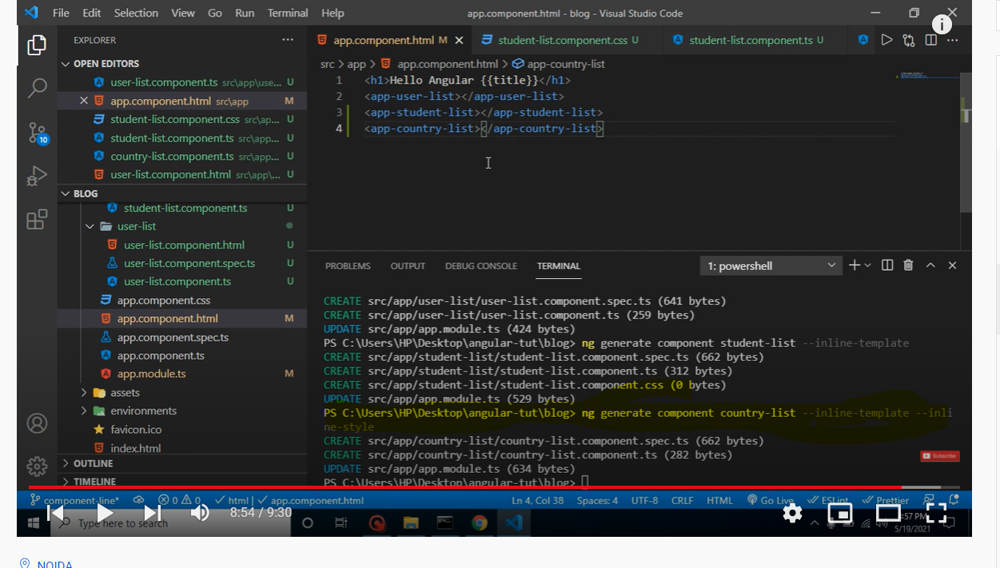 File Edit Selection View Go Run Terminal Help app.component.html - blog - Visual Studio Code
EXPLORER ...
app.component.html M
student-list.component.css U
student-list.component.ts U
OPEN EDITORS
user-list.component.ts src\app\use... U
app.component.html src\app M
student-list.component.css src\ap... U
student-list.component.ts src\app... U
country-list.component.ts src\app... U
user-list.component.html src\app\... U
BLOG
student-list.component.ts U
user-list
user-list.component.html U
user-list.component.spec.ts U
user-list.component.ts U
app.component.css
app.component.html M
app.component.spec.ts
app.component.ts
app.module.ts M
assets
environments
favicon.ico
index.html
OUTLINE
TIMELINE
10
src > app > app.component.html > app-country-list
1 <h1>Hello Angular {{title}}</h1>
2 <app-user-list></app-user-list>
3 <app-student-list></app-student-list>
4 <app-country-list></app-country-list>
PROBLEMS OUTPUT DEBUG CONSOLE TERMINAL 1: powershell
CREATE src/app/user-list/user-list.component.spec.ts (641 bytes)
CREATE src/app/user-list/user-list.component.ts (259 bytes)
UPDATE src/app/app.module.ts (424 bytes)
PS C:\Users\HP\Desktop\angular-tut\blog> ng generate component student-list --inline-template
CREATE src/app/student-list/student-list.component.spec.ts (662 bytes)
CREATE src/app/student-list/student-list.component.ts (312 bytes)
CREATE src/app/student-list/student-list.component.css (0 bytes)
UPDATE src/app/app.module.ts (529 bytes)
PS C:\Users\HP\Desktop\angular-tut\blog> ng generate component country-list --inline-template --inli
ne-style
CREATE src/app/country-list/country-list.component.spec.ts (662 bytes)
CREATE src/app/country-list/country-list.component.ts (282 bytes)
UPDATE src/app/app.module.ts (634 bytes)
PS C:\Users\HP\Desktop\angular-tut\blog>
Subscribe
component-line* 0 0 html | app.component.html Ln 4, Col 38 Spaces: 4 UTF-8 CRLF HTML Go Live ESLint Prettier
8:54 / 9:30
Type here to search
:57 PM
5/19/2021
NOIDA